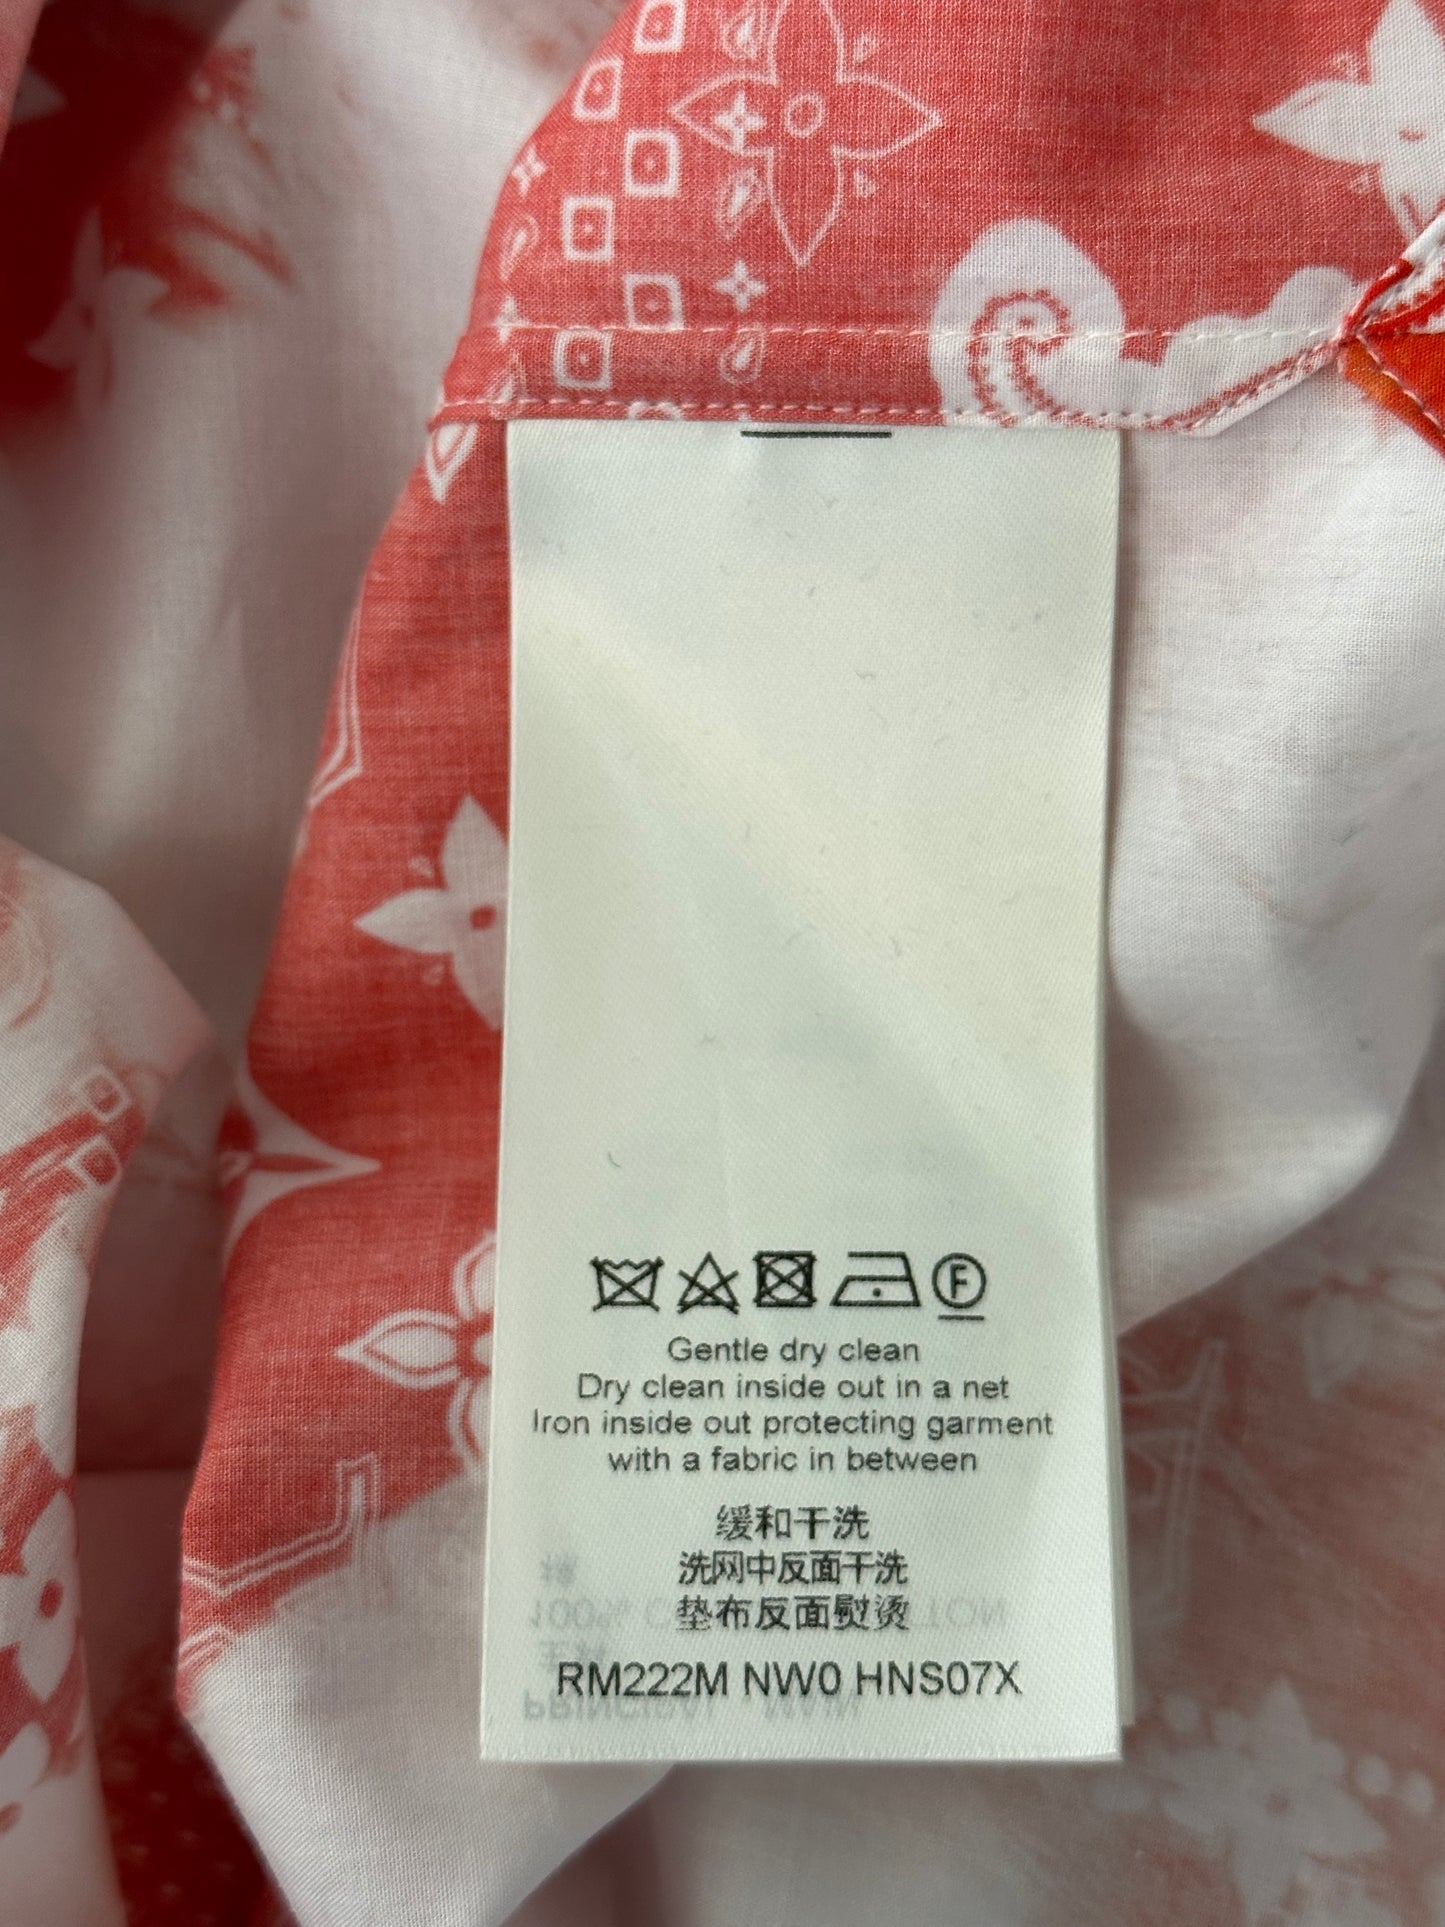 F
Gentle dry clean
Dry clean inside out in a net
Iron inside out protecting garment
with a fabric in between
缓和干洗
洗网中反面干洗
垫布反面熨烫
RM222M NW0 HNS07X